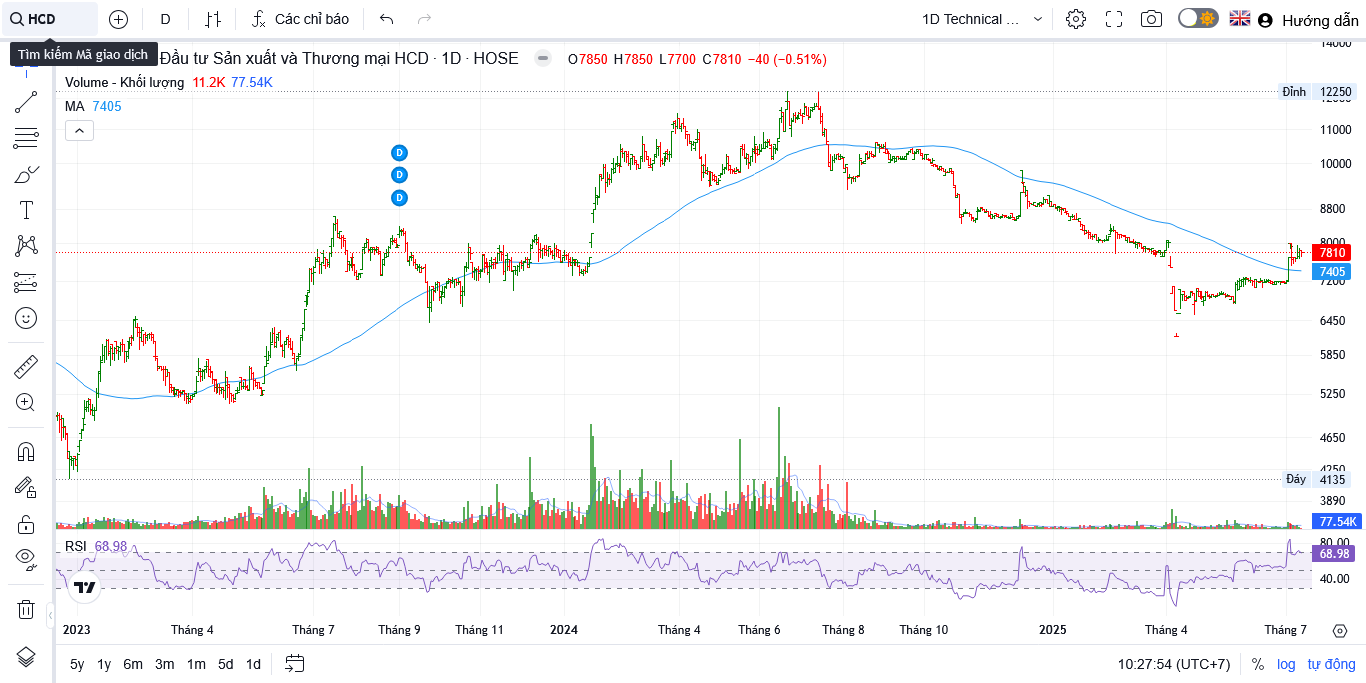 HCD
D
Các chỉ báo
1D Technical ...
Hướng dẫn
Tìm kiếm Mã giao dịch
Đầu tư Sản xuất và Thương mại HCD · 1D · HOSE
O7850 H7850 L7700 C7810 −40 (−0.51%)
Volume - Khối lượng 11.2K 77.54K
MA 7405
D
D
D
14000
Đỉnh 12250
12000
11000
10000
8800
8000
7810
7405
7200
6450
5850
5250
4650
4250
Đáy 4135
3890
77.54K
RSI 68.98
80.00
68.98
40.00
2023 Tháng 4 Tháng 7 Tháng 9 Tháng 11 2024 Tháng 4 Tháng 6 Tháng 8 Tháng 10 2025 Tháng 4 Tháng 7
5y 1y 6m 3m 1m 5d 1d
10:27:54 (UTC+7) % log tự động